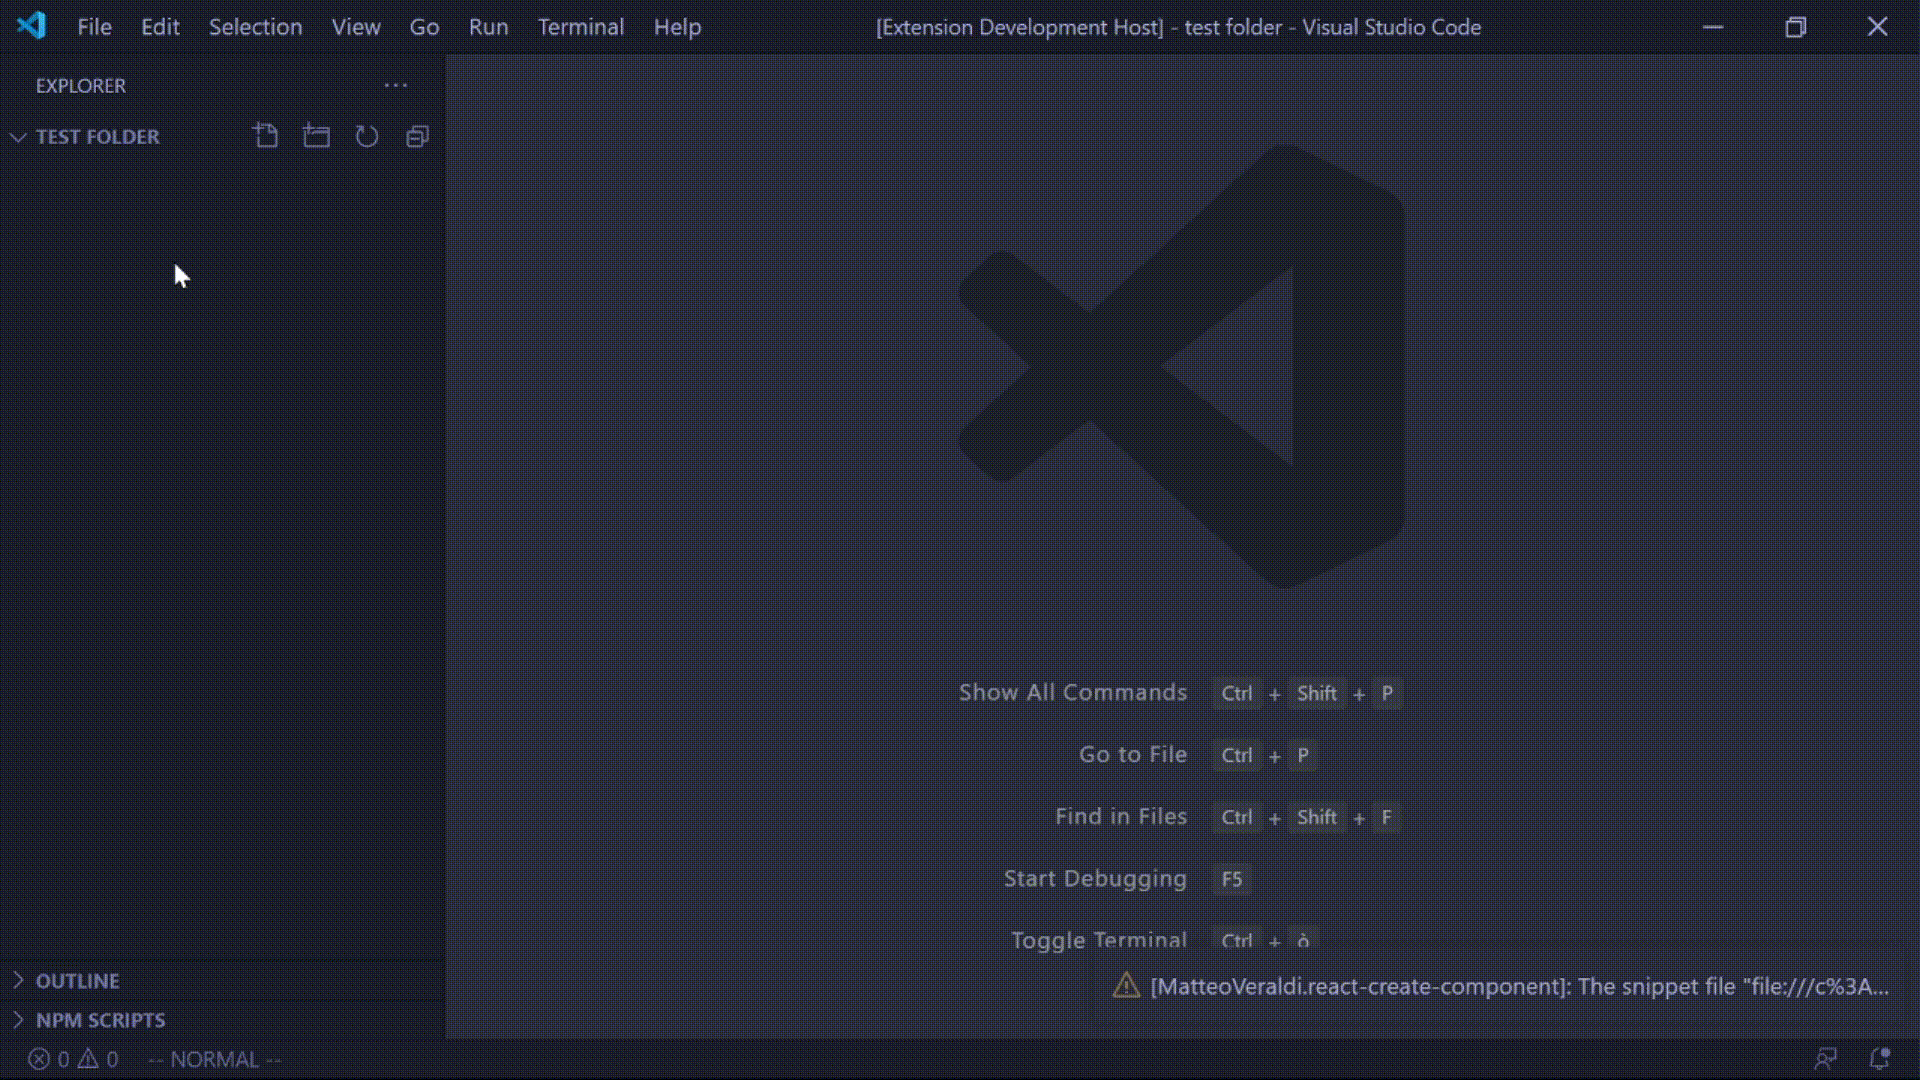 File Edit Selection View Go Run Terminal Help [Extension Development Host] - test folder - Visual Studio Code
EXPLORER ...
TEST FOLDER
Show All Commands Ctrl + Shift + P
Go to File Ctrl + P
Find in Files Ctrl + Shift + F
Start Debugging F5
Toggle Terminal Ctrl + ò
[MatteoVeraldi.react-create-component]: The snippet file "file:///c%3A...
OUTLINE
NPM SCRIPTS
0 0 -- NORMAL --